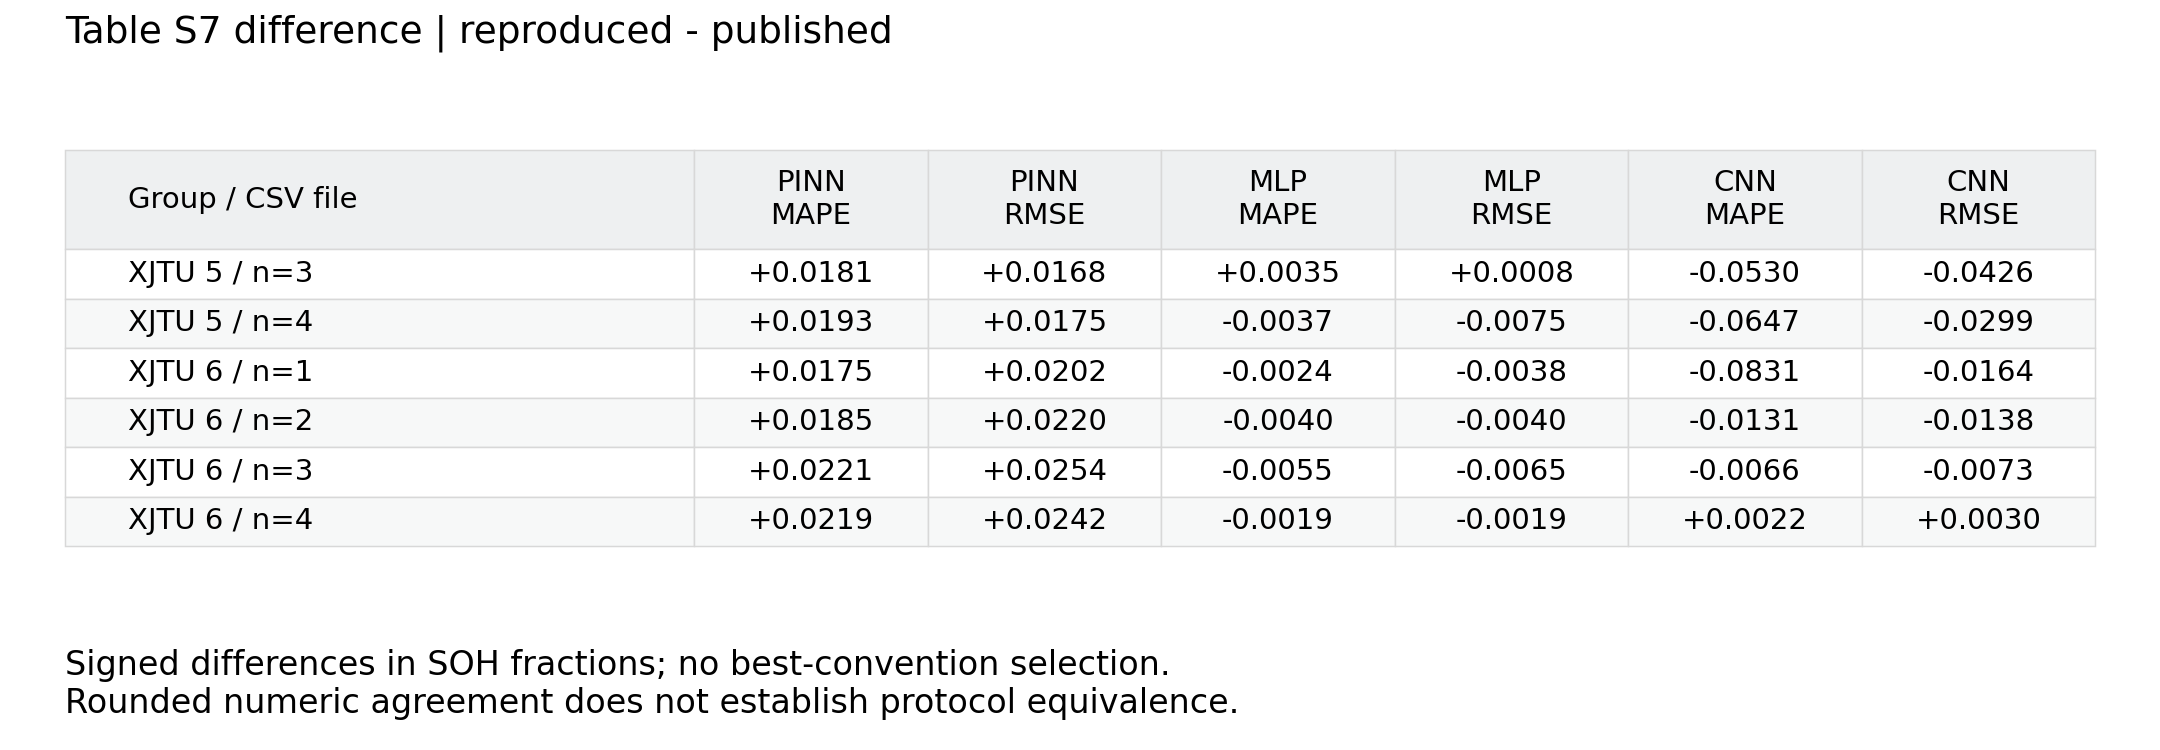 Table S7 difference | reproduced - published
Group / CSV file PINN MAPE PINN RMSE MLP MAPE MLP RMSE CNN MAPE CNN RMSE
XJTU 5 / n=3 +0.0181 +0.0168 +0.0035 +0.0008 -0.0530 -0.0426
XJTU 5 / n=4 +0.0193 +0.0175 -0.0037 -0.0075 -0.0647 -0.0299
XJTU 6 / n=1 +0.0175 +0.0202 -0.0024 -0.0038 -0.0831 -0.0164
XJTU 6 / n=2 +0.0185 +0.0220 -0.0040 -0.0040 -0.0131 -0.0138
XJTU 6 / n=3 +0.0221 +0.0254 -0.0055 -0.0065 -0.0066 -0.0073
XJTU 6 / n=4 +0.0219 +0.0242 -0.0019 -0.0019 +0.0022 +0.0030
Signed differences in SOH fractions; no best-convention selection.
Rounded numeric agreement does not establish protocol equivalence.